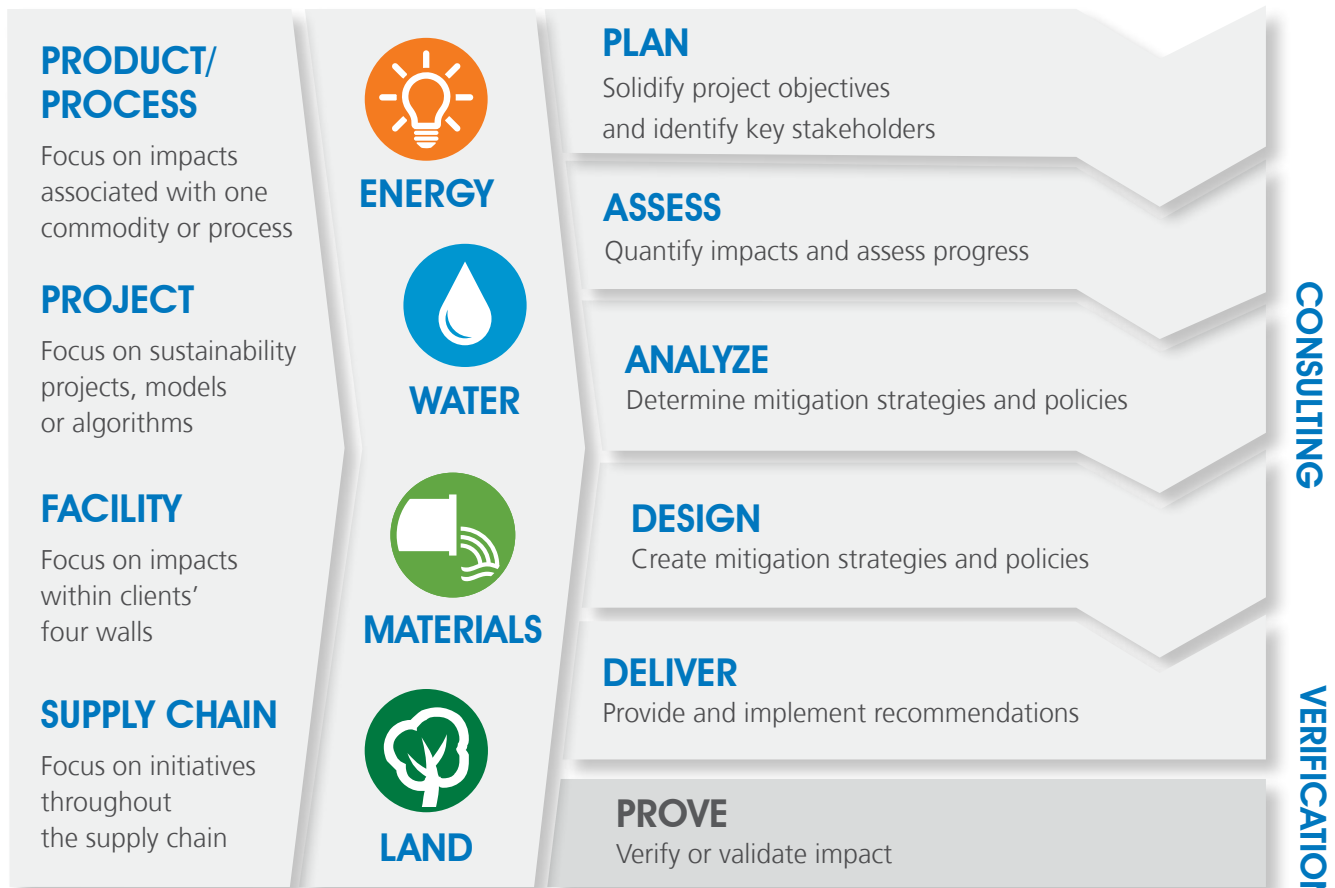 PRODUCT/
PROCESS
Focus on impacts
associated with one
commodity or process
PROJECT
Focus on sustainability
projects, models
or algorithms
FACILITY
Focus on impacts
within clients’
four walls
SUPPLY CHAIN
Focus on initiatives
throughout
the supply chain
ENERGY
WATER
MATERIALS
LAND
PLAN
Solidify project objectives
and identify key stakeholders
ASSESS
Quantify impacts and assess progress
ANALYZE
Determine mitigation strategies and policies
DESIGN
Create mitigation strategies and policies
DELIVER
Provide and implement recommendations
PROVE
Verify or validate impact
CONSULTING
VERIFICATION